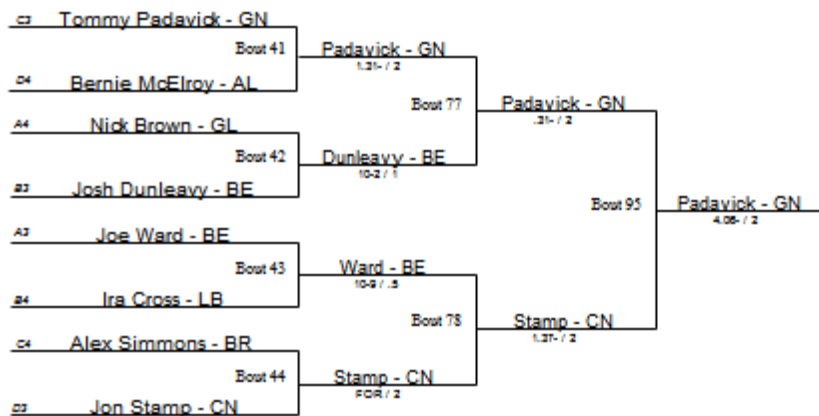 C3 Tommy Padavick - GN
Bout 41 Padavick - GN
1.31- / 2
D4 Bernie McElroy - AL
Bout 77 Padavick - GN
.31- / 2
A4 Nick Brown - GL
Bout 42 Dunleavy - BE
10-2 / 1
B3 Josh Dunleavy - BE
Bout 95 Padavick - GN
4.06- / 2
A3 Joe Ward - BE
Bout 43 Ward - BE
10-9 / .5
B4 Ira Cross - LB
Bout 78 Stamp - CN
1.37- / 2
C4 Alex Simmons - BR
Bout 44 Stamp - CN
FOR / 2
D3 Jon Stamp - CN